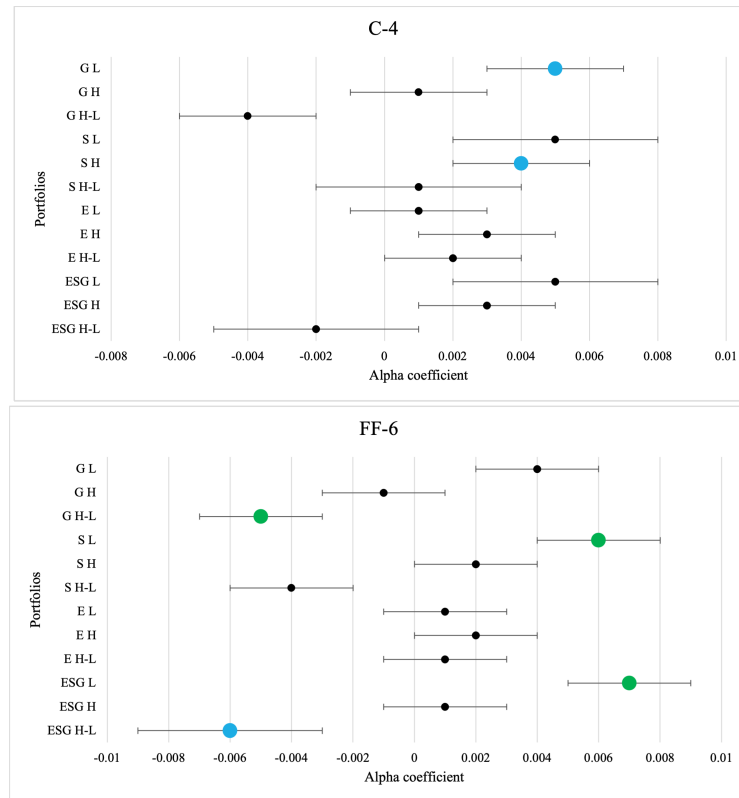 C-4
G L
G H
G H-L
S L
S H
S H-L
E L
E H
E H-L
ESG L
ESG H
ESG H-L
Portfolios
-0.008 -0.006 -0.004 -0.002 0 0.002 0.004 0.006 0.008 0.01
Alpha coefficient
FF-6
G L
G H
G H-L
S L
S H
S H-L
E L
E H
E H-L
ESG L
ESG H
ESG H-L
Portfolios
-0.01 -0.008 -0.006 -0.004 -0.002 0 0.002 0.004 0.006 0.008 0.01
Alpha coefficient